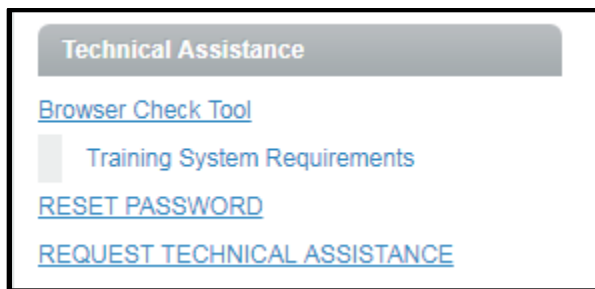 Technical Assistance
Browser Check Tool
Training System Requirements
RESET PASSWORD
REQUEST TECHNICAL ASSISTANCE